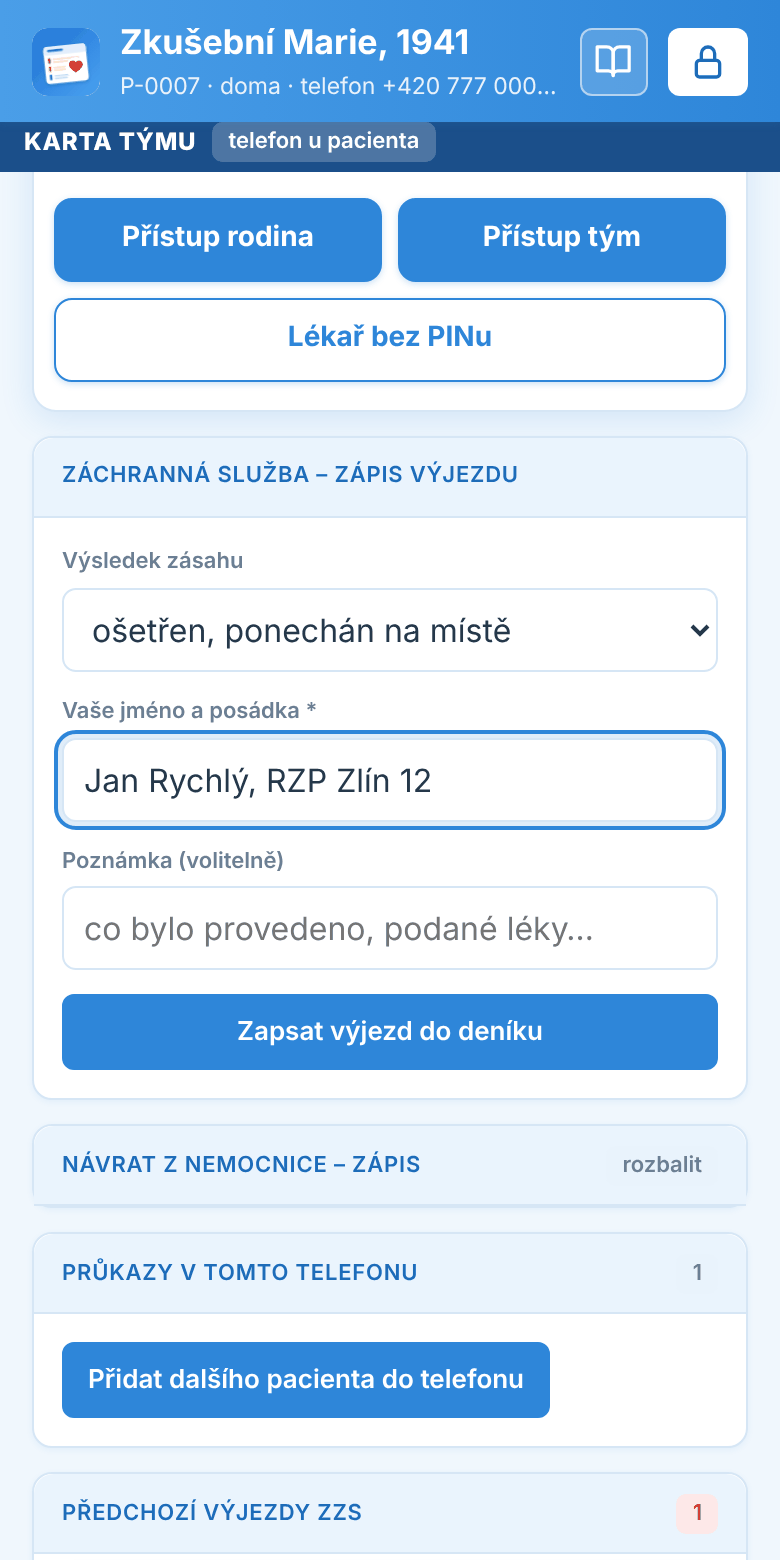 Zkušební Marie, 1941
P-0007 · doma · telefon +420 777 000…
KARTA TÝMU telefon u pacienta
Přístup rodina Přístup tým
Lékař bez PINu
ZÁCHRANNÁ SLUŽBA – ZÁPIS VÝJEZDU
Výsledek zásahu
ošetřen, ponechán na místě
Vaše jméno a posádka *
Jan Rychlý, RZP Zlín 12
Poznámka (volitelně)
co bylo provedeno, podané léky…
Zapsat výjezd do deníku
NÁVRAT Z NEMOCNICE – ZÁPIS rozbalit
PRŮKAZY V TOMTO TELEFONU 1
Přidat dalšího pacienta do telefonu
PŘEDCHOZÍ VÝJEZDY ZZS 1